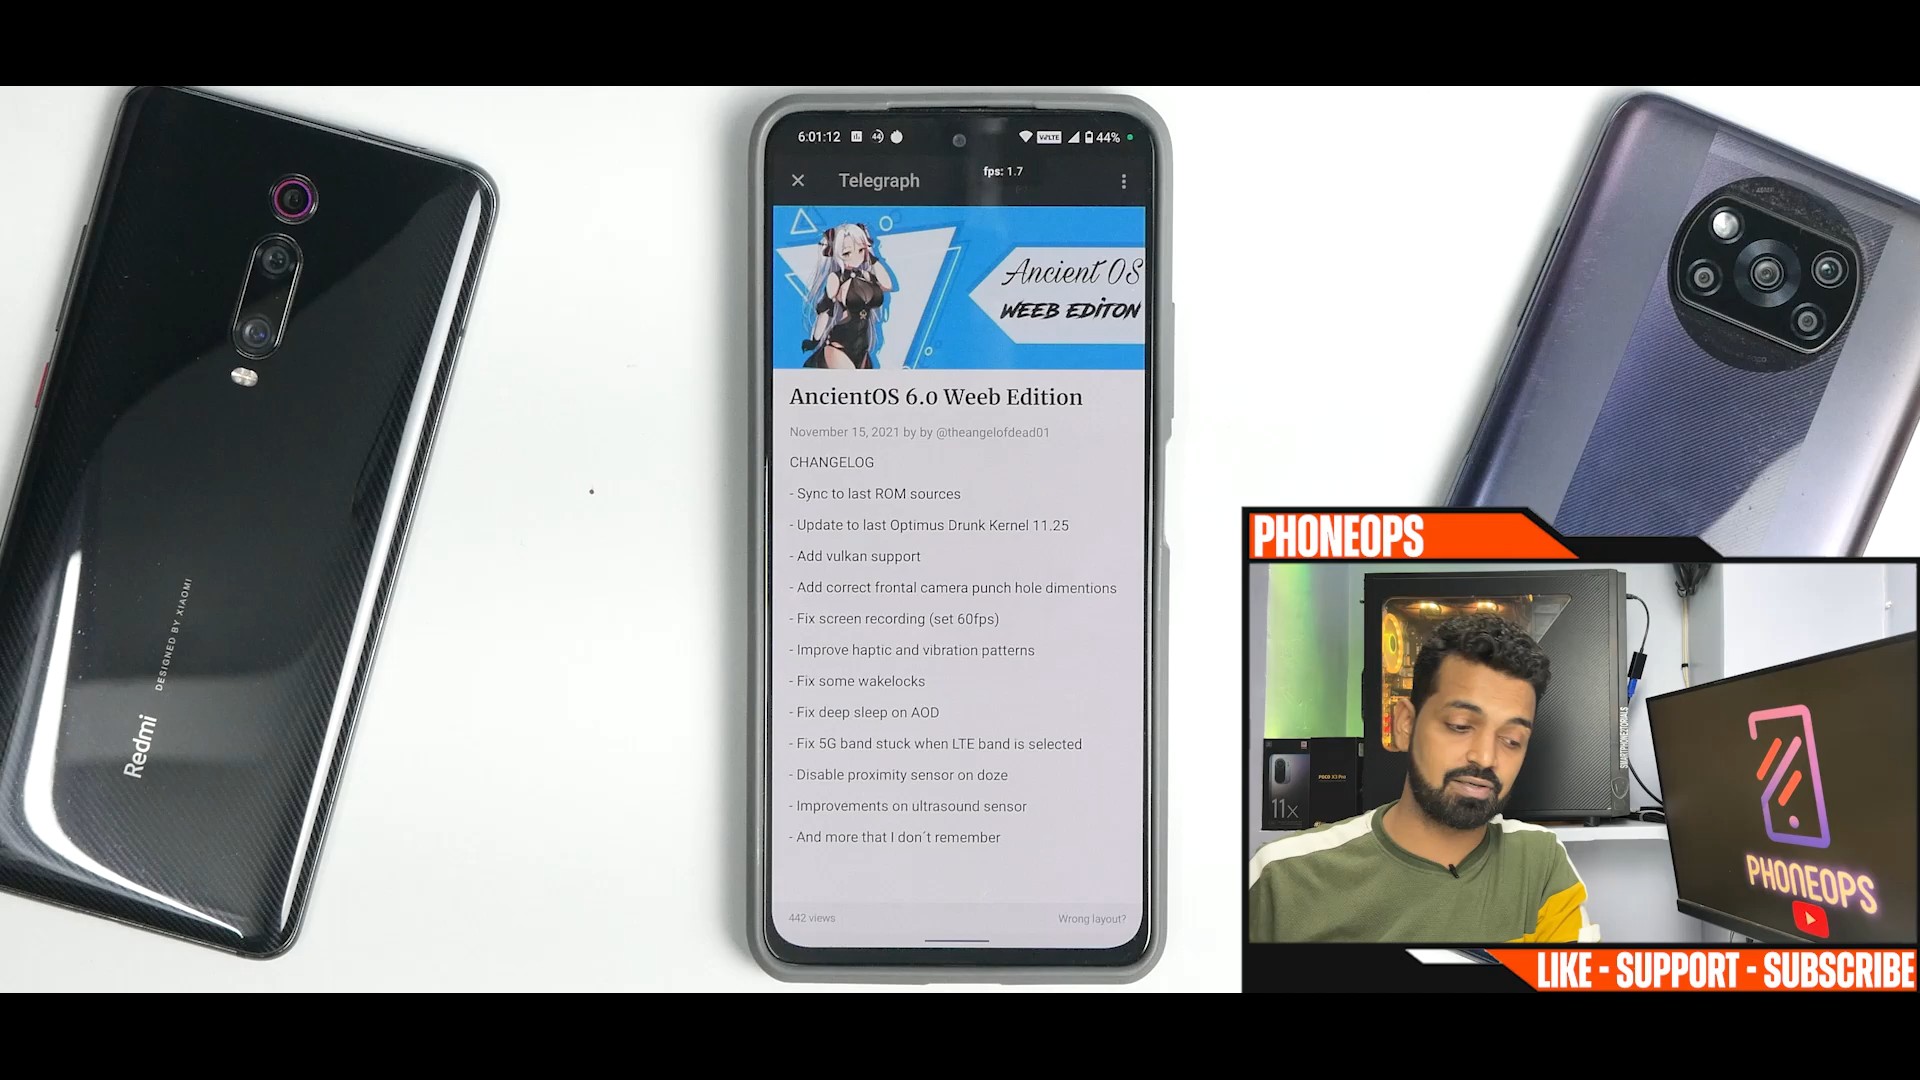 6:01:12
44
VoLTE
44%
Telegraph
fps: 1.7
Ancient OS
WEEB EDITON
AncientOS 6.0 Weeb Edition
November 15, 2021 by by @theangelofdead01
CHANGELOG
- Sync to last ROM sources
- Update to last Optimus Drunk Kernel 11.25
- Add vulkan support
- Add correct frontal camera punch hole dimentions
- Fix screen recording (set 60fps)
- Improve haptic and vibration patterns
- Fix some wakelocks
- Fix deep sleep on AOD
- Fix 5G band stuck when LTE band is selected
- Disable proximity sensor on doze
- Improvements on ultrasound sensor
- And more that I don´t remember
442 views
Wrong layout?
Redmi
DESIGNED BY XIAOMI
PHONEOPS
11x
POCO X3 Pro
PHONEOPS
LIKE - SUPPORT - SUBSCRIBE